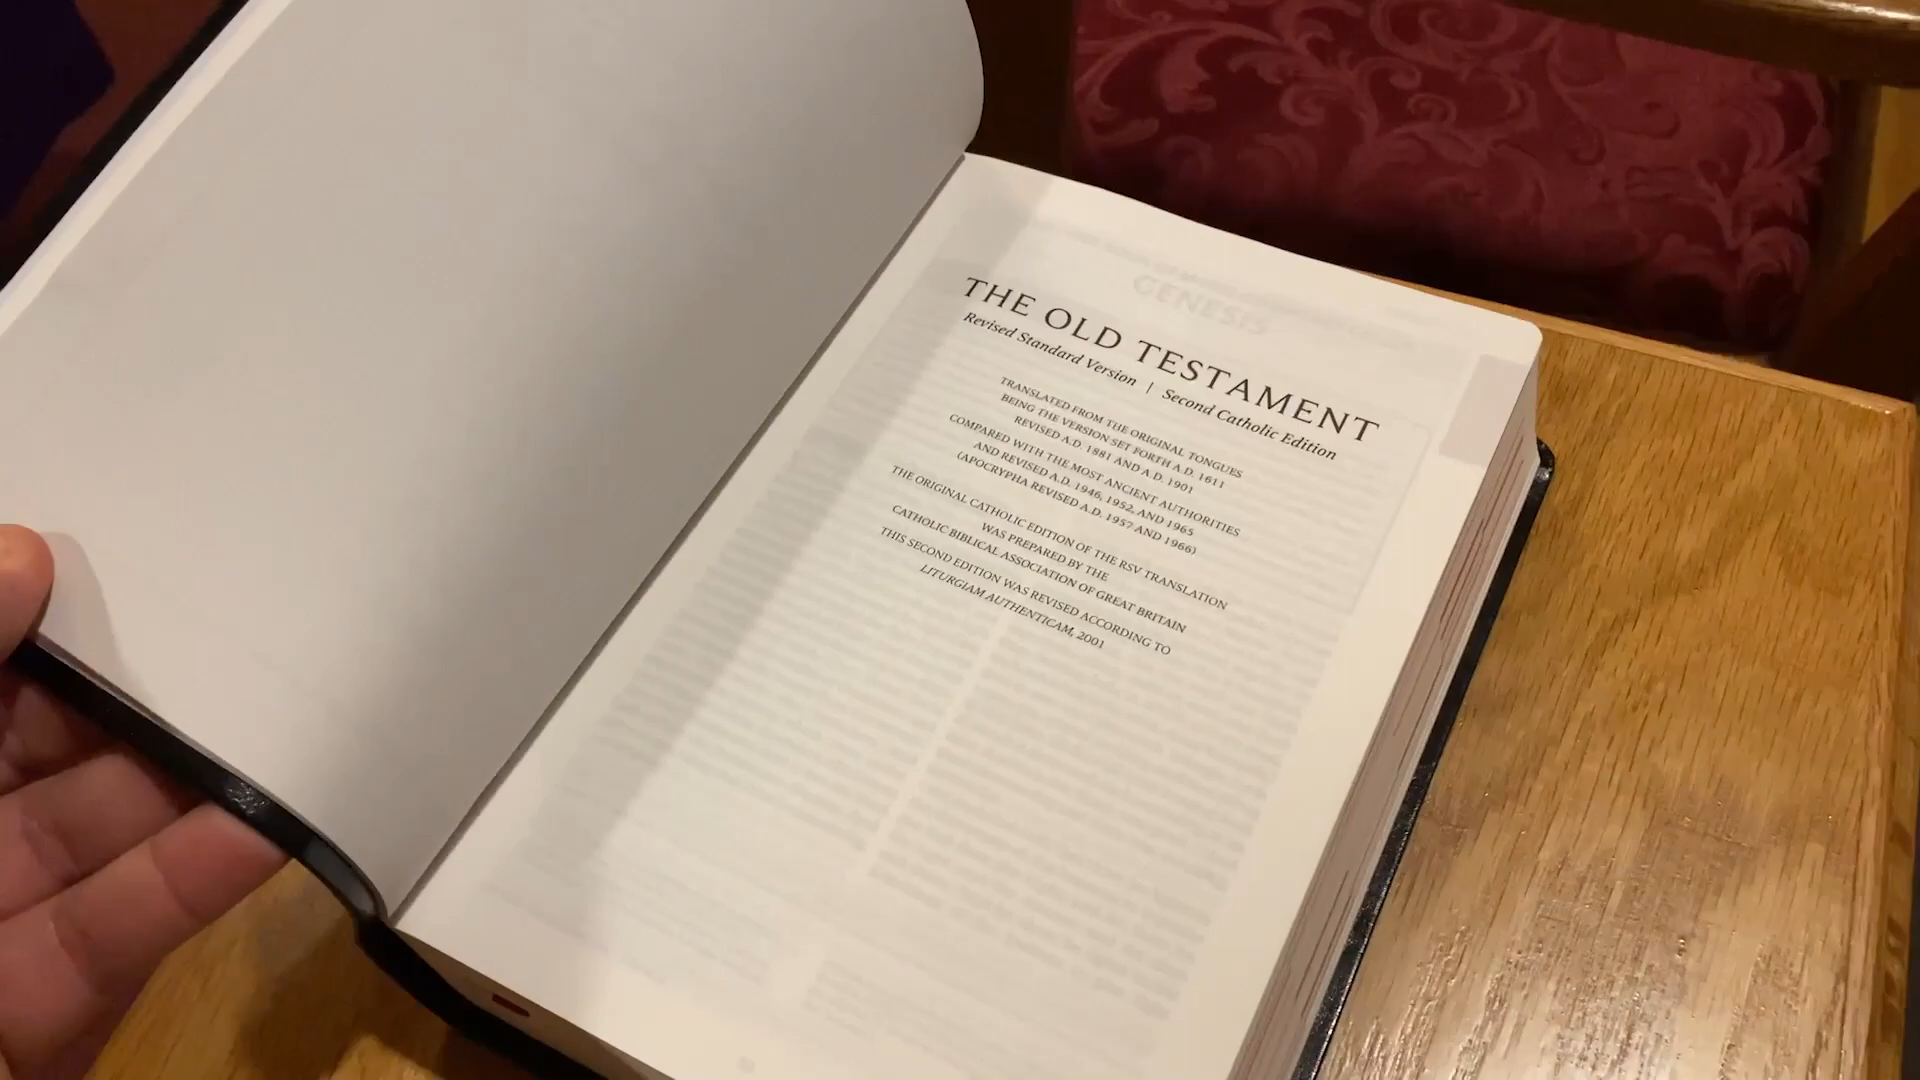 THE OLD TESTAMENT
Revised Standard Version | Second Catholic Edition
TRANSLATED FROM THE ORIGINAL TONGUES
BEING THE VERSION SET FORTH A.D. 1611
REVISED A.D. 1881 AND A.D. 1901
COMPARED WITH THE MOST ANCIENT AUTHORITIES
AND REVISED A.D. 1946, 1952, AND 1965
(APOCRYPHA REVISED A.D. 1957 AND 1966)
THE ORIGINAL CATHOLIC EDITION OF THE RSV TRANSLATION
WAS PREPARED BY THE
CATHOLIC BIBLICAL ASSOCIATION OF GREAT BRITAIN
THIS SECOND EDITION WAS REVISED ACCORDING TO
LITURGIAM AUTHENTICAM, 2001
GENESIS